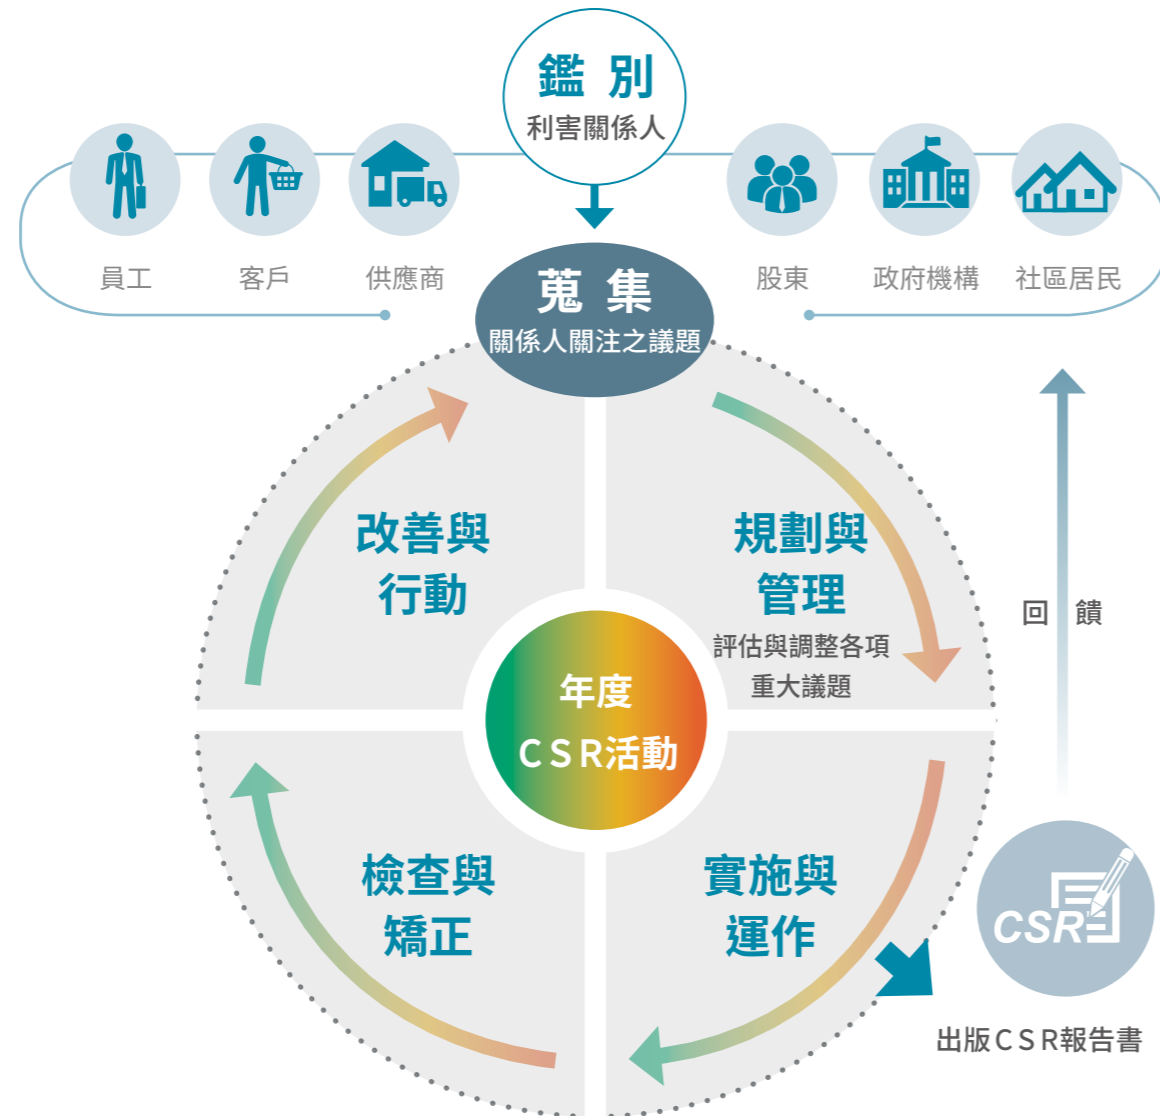 鑑別
利害關係人
員工
客戶
供應商
股東
政府機構
社區居民
蒐集
關係人關注之議題
改善與
行動
規劃與
管理
評估與調整各項
重大議題
回饋
年度
CSR活動
檢查與
矯正
實施與
運作
CSR
出版CSR報告書